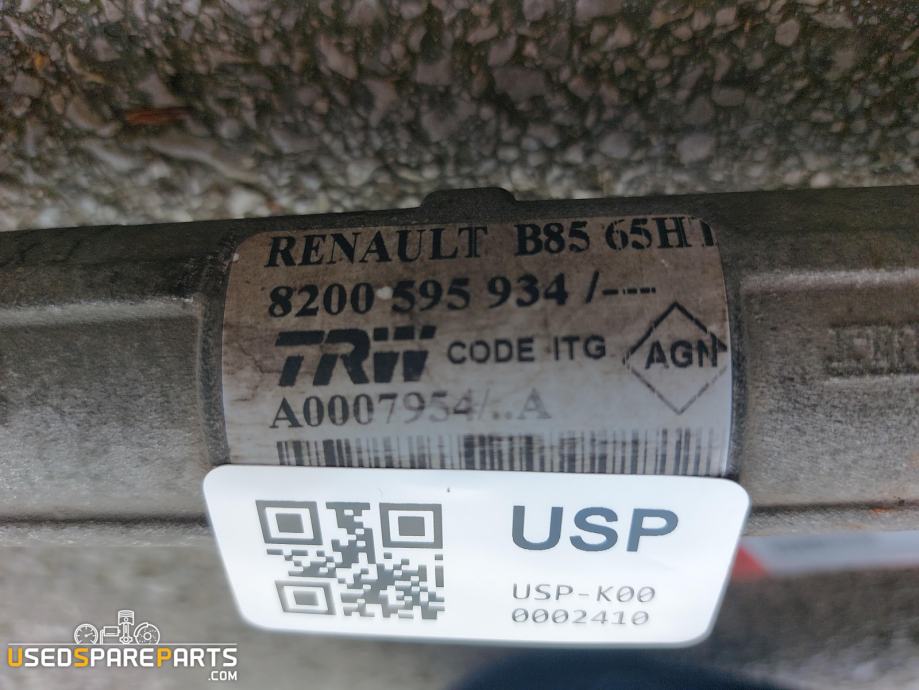 RENAULT B85 65H
8200 595 934 /----
TRW CODE ITG AGN
A0007954/..A
USP
USP-K00
0002410
USEDSPAREPARTS
.COM